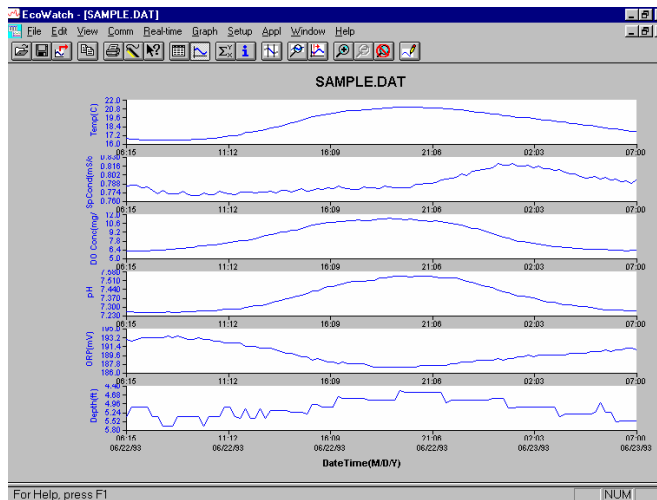 EcoWatch - [SAMPLE.DAT]
File Edit View Comm Real-time Graph Setup Appl Window Help
SAMPLE.DAT
Temp(C)
22.0
20.8
19.6
18.4
17.2
16.0
06:15 11:12 16:09 21:06 02:03 07:00
SpCond(mS/c
0.830
0.816
0.802
0.788
0.774
0.760
06:15 11:12 16:09 21:06 02:03 07:00
DO Conc(mg/
12.0
10.6
9.2
7.8
6.4
5.0
06:15 11:12 16:09 21:06 02:03 07:00
pH
7.580
7.510
7.440
7.370
7.300
7.230
06:15 11:12 16:09 21:06 02:03 07:00
ORP(mV)
195.0
193.2
191.4
189.6
187.8
186.0
06:15 11:12 16:09 21:06 02:03 07:00
Depth(ft)
4.40
4.68
4.96
5.24
5.52
5.80
06:15 11:12 16:09 21:06 02:03 07:00
06/22/93 06/22/93 06/22/93 06/22/93 06/23/93 06/23/93
DateTime(M/D/Y)
For Help, press F1
NUM